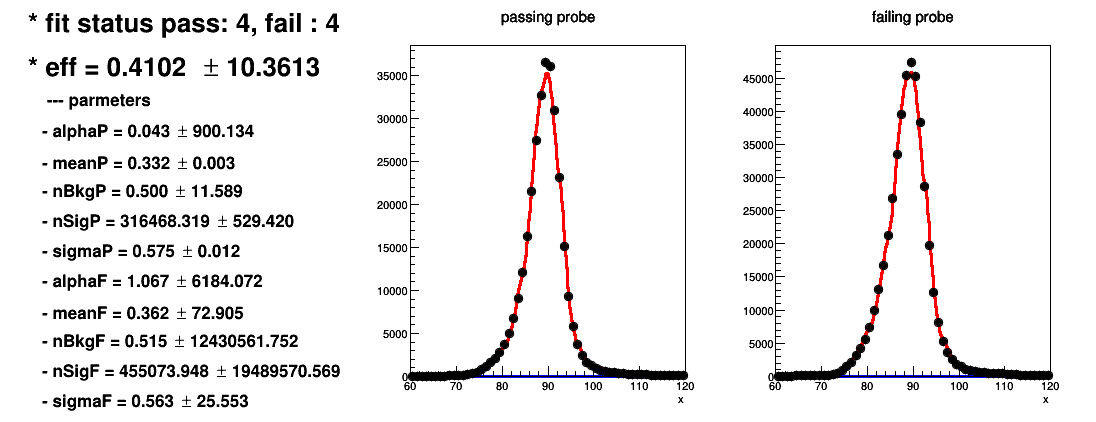 * fit status pass: 4, fail : 4
* eff = 0.4102 ± 10.3613
--- parmeters
- alphaP = 0.043 ± 900.134
- meanP = 0.332 ± 0.003
- nBkgP = 0.500 ± 11.589
- nSigP = 316468.319 ± 529.420
- sigmaP = 0.575 ± 0.012
- alphaF = 1.067 ± 6184.072
- meanF = 0.362 ± 72.905
- nBkgF = 0.515 ± 12430561.752
- nSigF = 455073.948 ± 19489570.569
- sigmaF = 0.563 ± 25.553
passing probe
35000
30000
25000
20000
15000
10000
5000
0
60 70 80 90 100 110 120
x
failing probe
45000
40000
35000
30000
25000
20000
15000
10000
5000
0
60 70 80 90 100 110 120
x